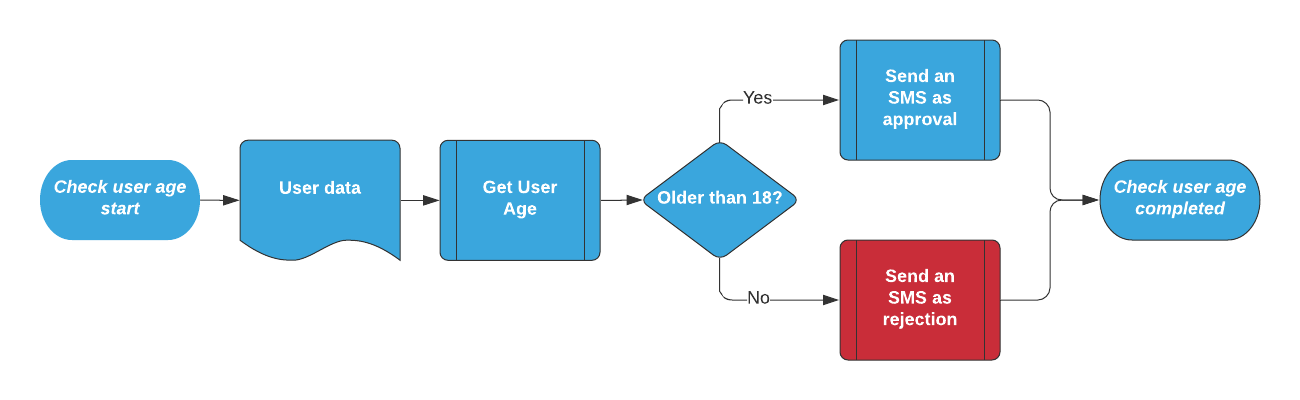 Check user age
start
User data
Get User
Age
Older than 18?
Yes
Send an
SMS as
approval
No
Send an
SMS as
rejection
Check user age
completed